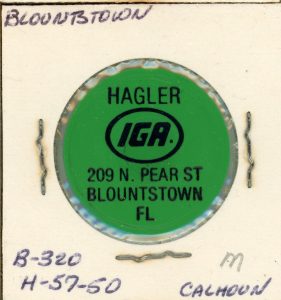 BLOUNTSTOWN
HAGLER
IGA.
209 N. PEAR ST
BLOUNTSTOWN
FL
B-320
H-57-50
m
CALHOUN